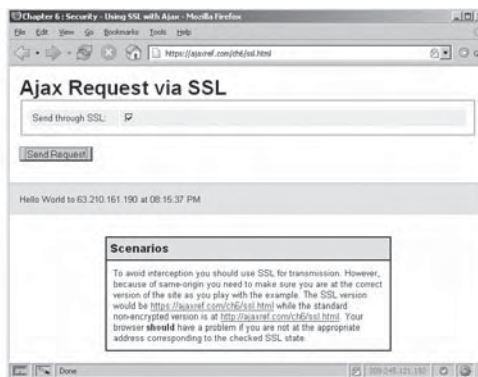 Chapter 6 : Security - Using SSL with Ajax - Mozilla Firefox
File Edit View Go Bookmarks Tools Help
https://ajaxref.com/ch6/ssl.html
Ajax Request via SSL
Send through SSL:
Send Request
Hello World to 63.210.161.190 at 08:15:37 PM
Scenarios
To avoid interception you should use SSL for transmission. However,
because of same-origin you need to make sure you are at the correct
version of the site as you play with the example. The SSL version
would be https://ajaxref.com/ch6/ssl.html while the standard
non-encrypted version is at http://ajaxref.com/ch6/ssl.html. Your
browser should have a problem if you are not at the appropriate
address corresponding to the checked SSL state.
Done